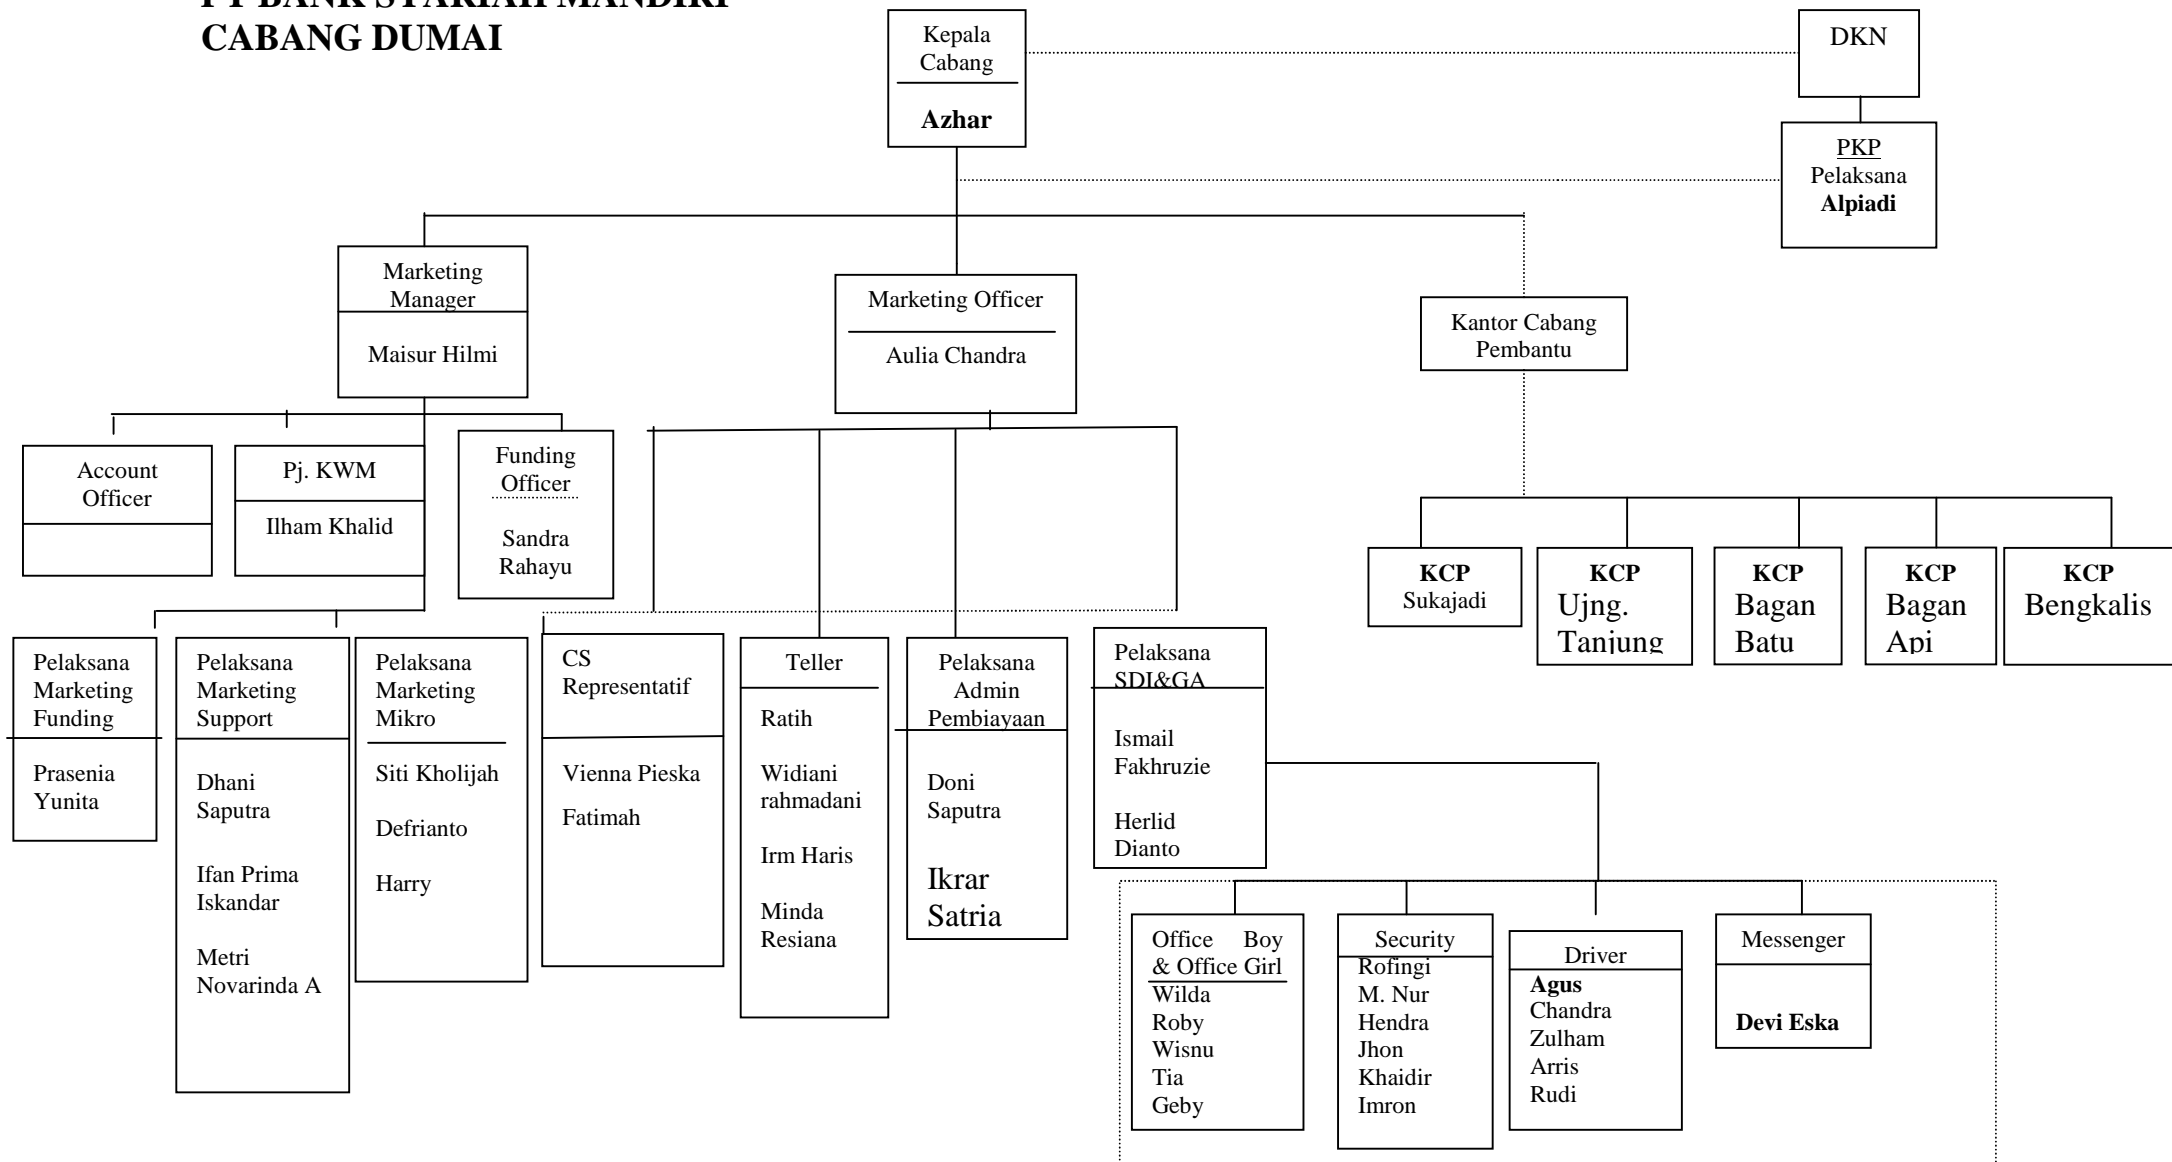 PT BANK SYARIAH MANDIRI
CABANG DUMAI
Kepala
Cabang
Azhar
DKN
PKP
Pelaksana
Alpiadi
Marketing
Manager
Maisur Hilmi
Marketing Officer
Aulia Chandra
Kantor Cabang
Pembantu
Account
Officer
Pj. KWM
Ilham Khalid
Funding
Officer
Sandra
Rahayu
KCP
Sukajadi
KCP
Ujng.
Tanjung
KCP
Bagan
Batu
KCP
Bagan
Api
KCP
Bengkalis
Pelaksana
Marketing
Funding
Prasenia
Yunita
Pelaksana
Marketing
Support
Dhani
Saputra
Ifan Prima
Iskandar
Metri
Novarinda A
Pelaksana
Marketing
Mikro
Siti Kholijah
Defrianto
Harry
CS
Representatif
Vienna Pieska
Fatimah
Teller
Ratih
Widiani
rahmadani
Irm Haris
Minda
Resiana
Pelaksana
Admin
Pembiayaan
Doni
Saputra
Ikrar
Satria
Pelaksana
SDI&GA
Ismail
Fakhruzie
Herlid
Dianto
Office Boy
& Office Girl
Wilda
Roby
Wisnu
Tia
Geby
Security
Rofingi
M. Nur
Hendra
Jhon
Khaidir
Imron
Driver
Agus
Chandra
Zulham
Arris
Rudi
Messenger
Devi Eska